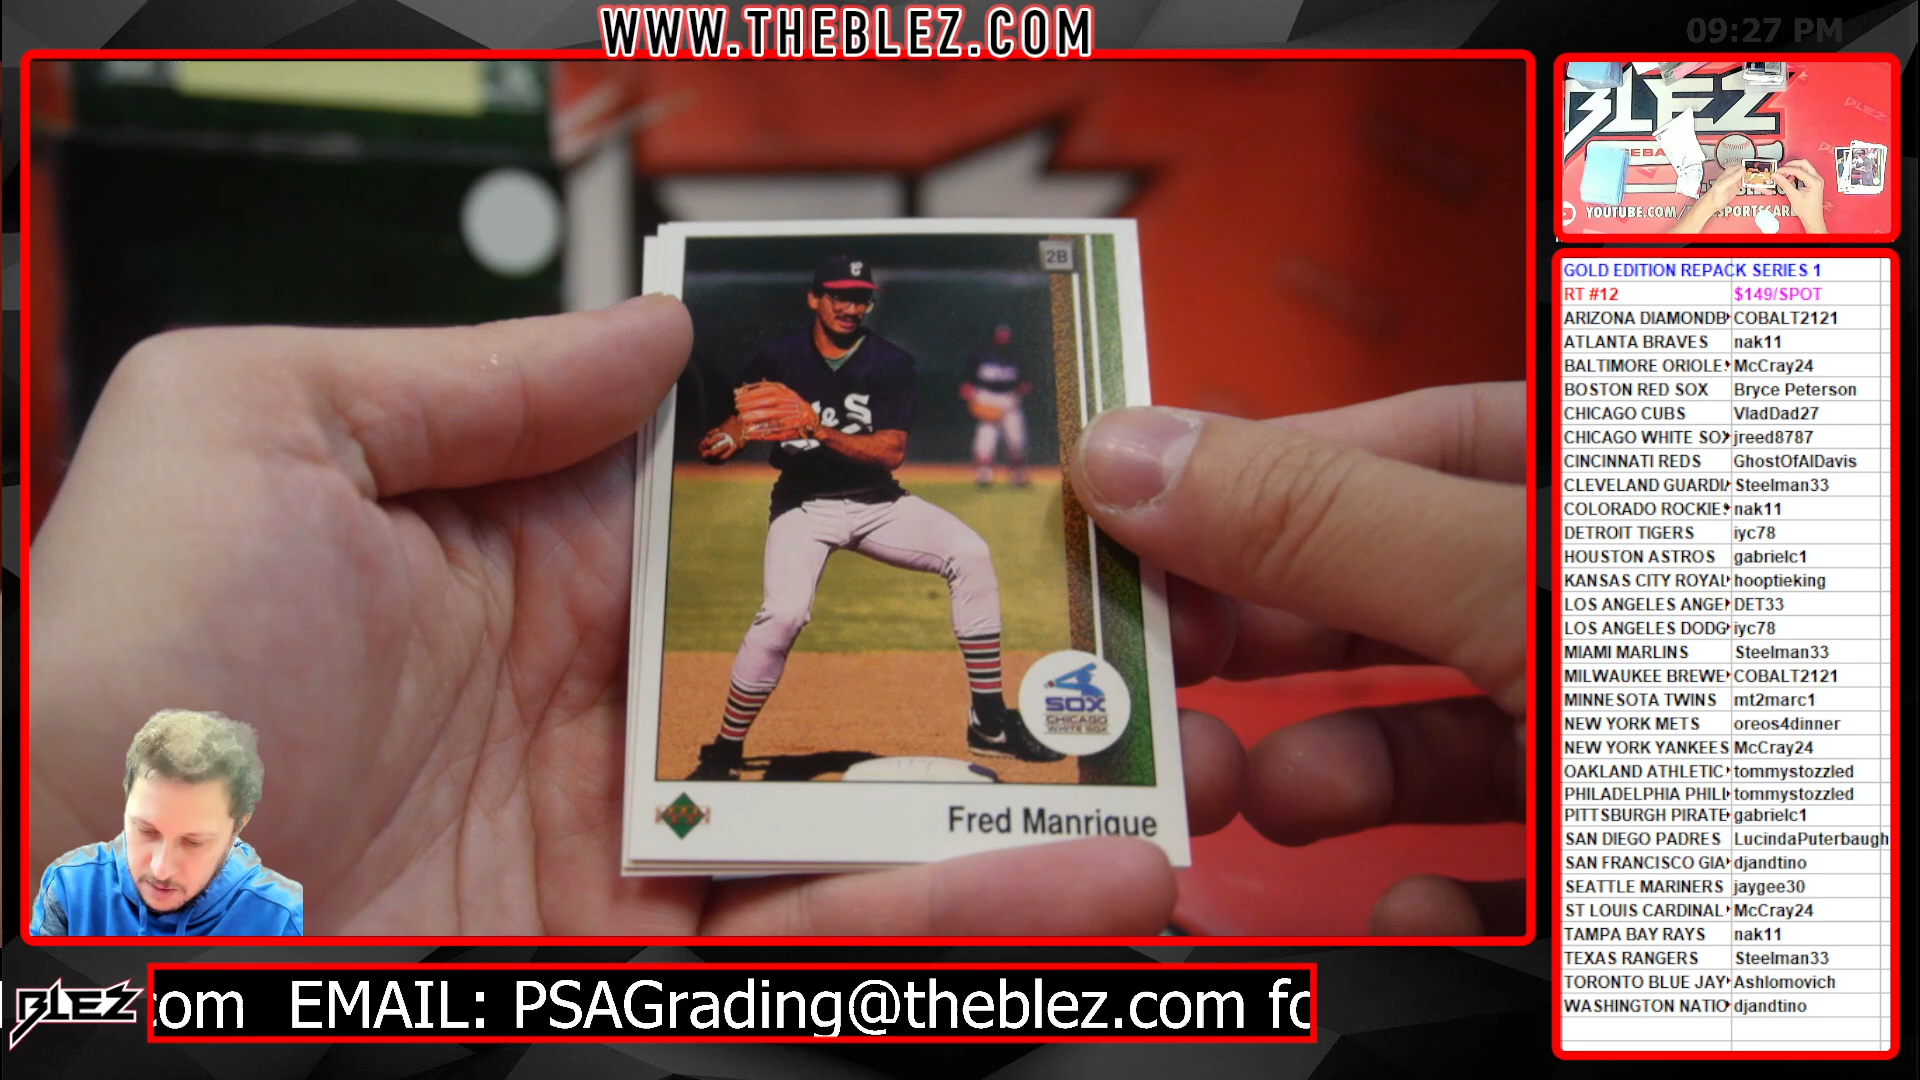 WWW.THEBLEZ.COM
09:27 PM
BLEZ
YOUTUBE.COM/
2B
SOX
CHICAGO
WHITE SOX
Fred Manrique
GOLD EDITION REPACK SERIES 1
RT #12 $149/SPOT
ARIZONA DIAMONDB COBALT2121
ATLANTA BRAVES nak11
BALTIMORE ORIOLE McCray24
BOSTON RED SOX Bryce Peterson
CHICAGO CUBS VladDad27
CHICAGO WHITE SOX jreed8787
CINCINNATI REDS GhostOfAlDavis
CLEVELAND GUARDI Steelman33
COLORADO ROCKIE nak11
DETROIT TIGERS iyc78
HOUSTON ASTROS gabrielc1
KANSAS CITY ROYAL hooptieking
LOS ANGELES ANGE DET33
LOS ANGELES DODG iyc78
MIAMI MARLINS Steelman33
MILWAUKEE BREWE COBALT2121
MINNESOTA TWINS mt2marc1
NEW YORK METS oreos4dinner
NEW YORK YANKEES McCray24
OAKLAND ATHLETIC tommystozzled
PHILADELPHIA PHILL tommystozzled
PITTSBURGH PIRATE gabrielc1
SAN DIEGO PADRES LucindaPuterbaugh
SAN FRANCISCO GIA djandtino
SEATTLE MARINERS jaygee30
ST LOUIS CARDINAL McCray24
TAMPA BAY RAYS nak11
TEXAS RANGERS Steelman33
TORONTO BLUE JAY Ashlomovich
WASHINGTON NATIO djandtino
BLEZ
com EMAIL: PSAGrading@theblez.com fo